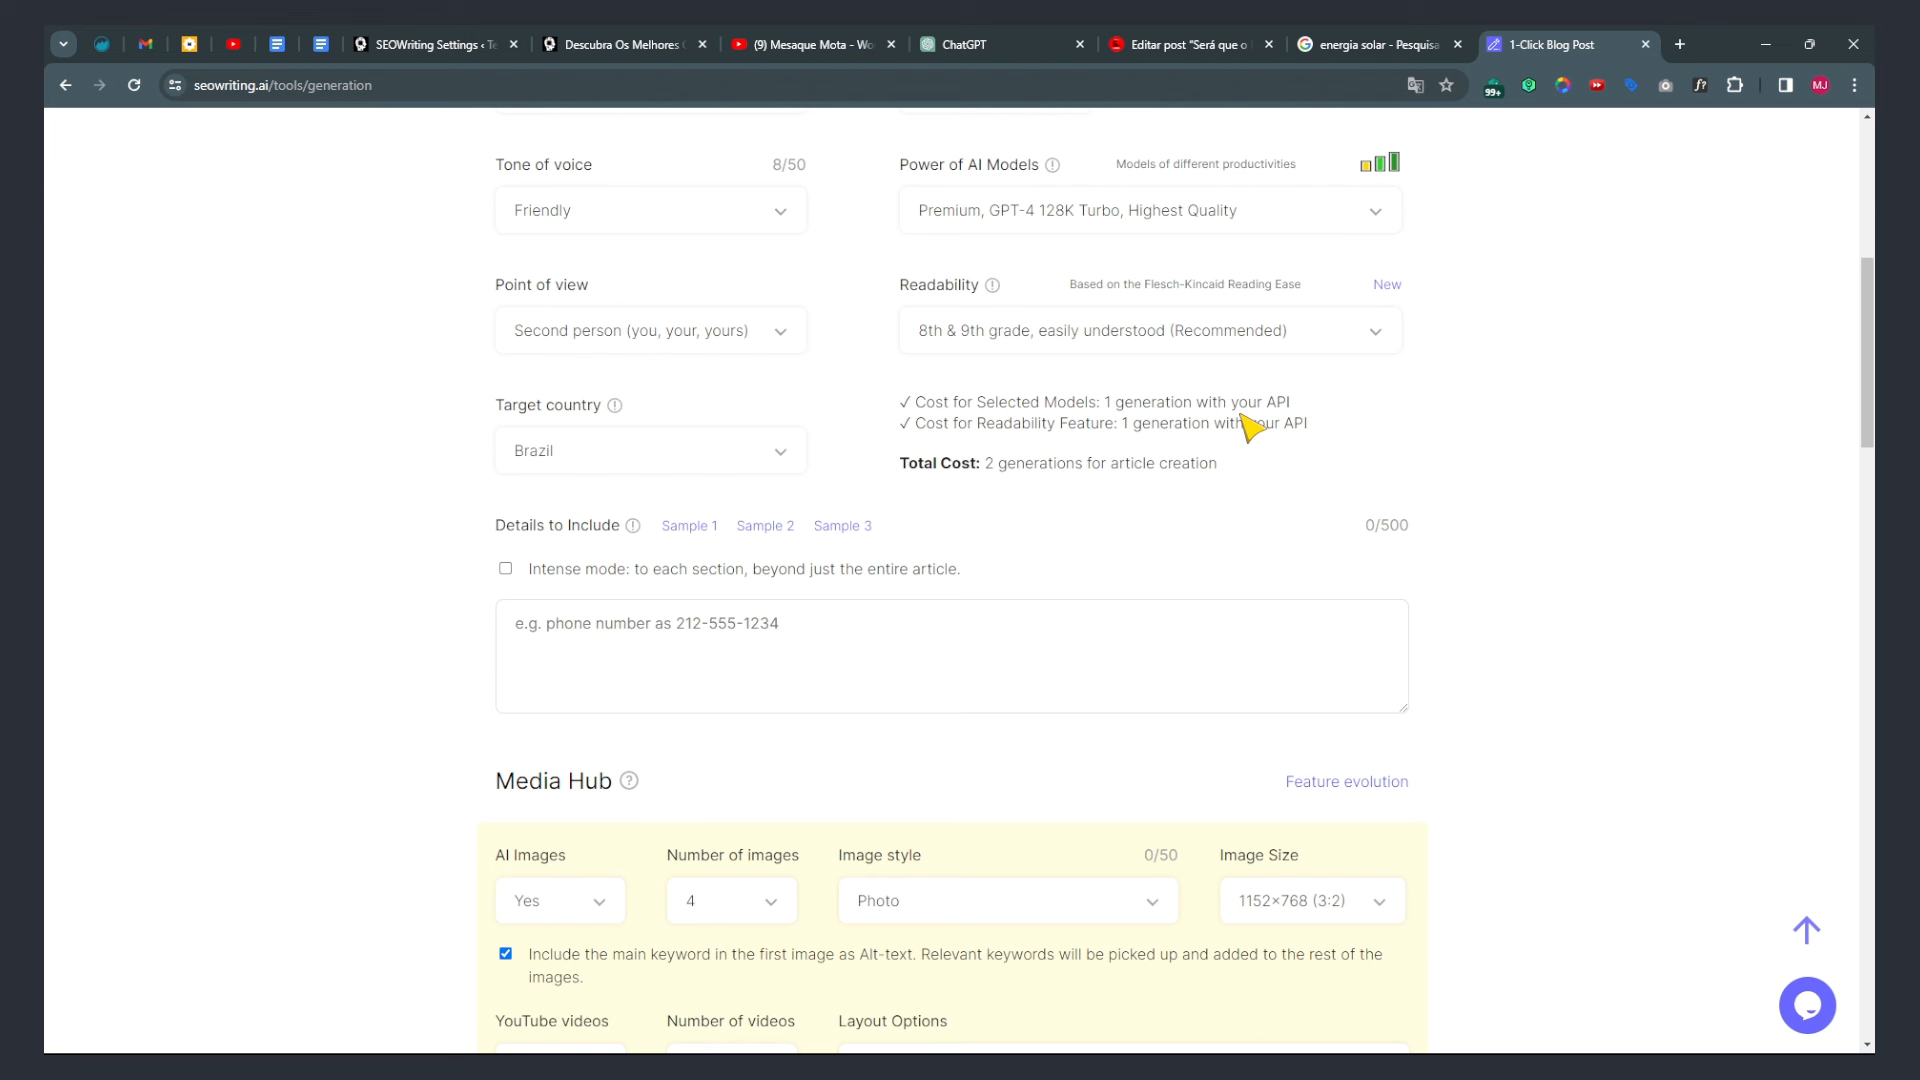 SEOWriting Settings ‹ Te
Descubra Os Melhores
(9) Mesaque Mota - Wo
ChatGPT
Editar post "Será que o
energia solar - Pesquisa
1-Click Blog Post
seowriting.ai/tools/generation
99+
f?
MJ
Tone of voice
8/50
Power of AI Models
Models of different productivities
Friendly
Premium, GPT-4 128K Turbo, Highest Quality
Point of view
Readability
Based on the Flesch-Kincaid Reading Ease
New
Second person (you, your, yours)
8th & 9th grade, easily understood (Recommended)
Target country
✓ Cost for Selected Models: 1 generation with your API
✓ Cost for Readability Feature: 1 generation with your API
Brazil
Total Cost: 2 generations for article creation
Details to Include
Sample 1
Sample 2
Sample 3
0/500
Intense mode: to each section, beyond just the entire article.
e.g. phone number as 212-555-1234
Media Hub
Feature evolution
AI Images
Number of images
Image style
0/50
Image Size
Yes
4
Photo
1152×768 (3:2)
Include the main keyword in the first image as Alt-text. Relevant keywords will be picked up and added to the rest of the
images.
YouTube videos
Number of videos
Layout Options